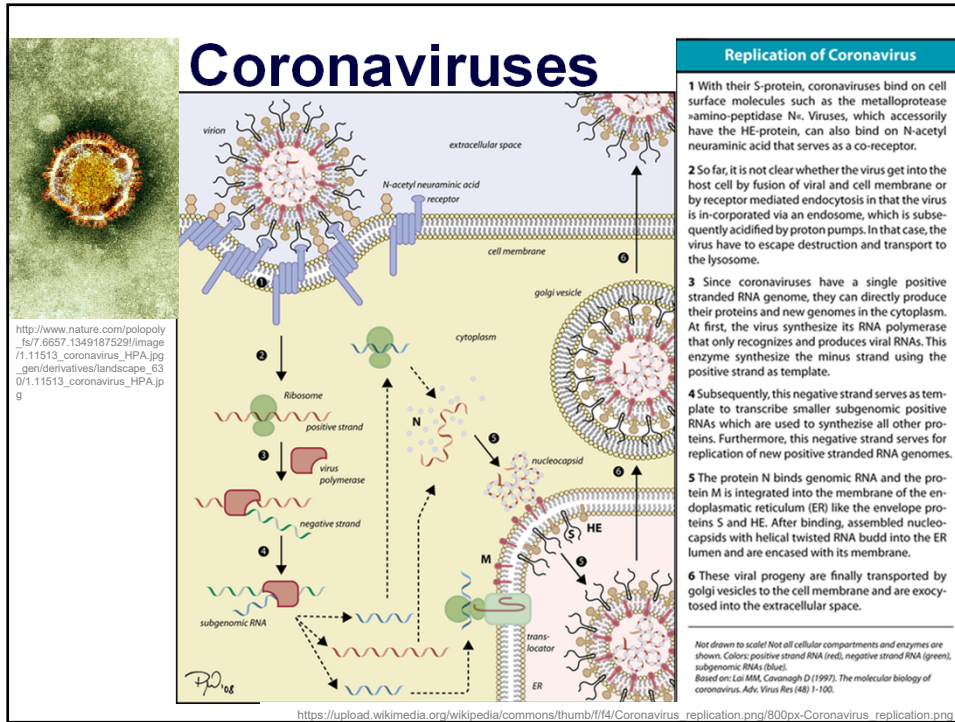 Coronaviruses
http://www.nature.com/polopoly
_fs/7.6657.1349187529!/image
/1.11513_coronavirus_HPA.jpg
_gen/derivatives/landscape_63
0/1.11513_coronavirus_HPA.jp
g
virion
extracellular space
N-acetyl neuraminic acid
receptor
cell membrane
1
6
golgi vesicle
cytoplasm
2
Ribosome
positive strand
N
5
3
virus
polymerase
nucleocapsid
6
negative strand
S
HE
4
M
5
subgenomic RNA
trans-
locator
ER
'08
Replication of Coronavirus
1 With their S-protein, coronaviruses bind on cell
surface molecules such as the metalloprotease
»amino-peptidase N«. Viruses, which accessorily
have the HE-protein, can also bind on N-acetyl
neuraminic acid that serves as a co-receptor.
2 So far, it is not clear whether the virus get into the
host cell by fusion of viral and cell membrane or
by receptor mediated endocytosis in that the virus
is in-corporated via an endosome, which is subse-
quently acidified by proton pumps. In that case, the
virus have to escape destruction and transport to
the lysosome.
3 Since coronaviruses have a single positive
stranded RNA genome, they can directly produce
their proteins and new genomes in the cytoplasm.
At first, the virus synthesize its RNA polymerase
that only recognizes and produces viral RNAs. This
enzyme synthesize the minus strand using the
positive strand as template.
4 Subsequently, this negative strand serves as tem-
plate to transcribe smaller subgenomic positive
RNAs which are used to synthezise all other pro-
teins. Furthermore, this negative strand serves for
replication of new positive stranded RNA genomes.
5 The protein N binds genomic RNA and the pro-
tein M is integrated into the membrane of the en-
doplasmatic reticulum (ER) like the envelope pro-
teins S and HE. After binding, assembled nucleo-
capsids with helical twisted RNA budd into the ER
lumen and are encased with its membrane.
6 These viral progeny are finally transported by
golgi vesicles to the cell membrane and are exocy-
tosed into the extracellular space.
Not drawn to scale! Not all cellular compartments and enzymes are
shown. Colors: positive strand RNA (red), negative strand RNA (green),
subgenomic RNAs (blue).
Based on: Lai MM, Cavanagh D (1997). The molecular biology of
coronavirus. Adv. Virus Res (48) 1-100.
https://upload.wikimedia.org/wikipedia/commons/thumb/f/f4/Coronavirus_replication.png/800px-Coronavirus_replication.png